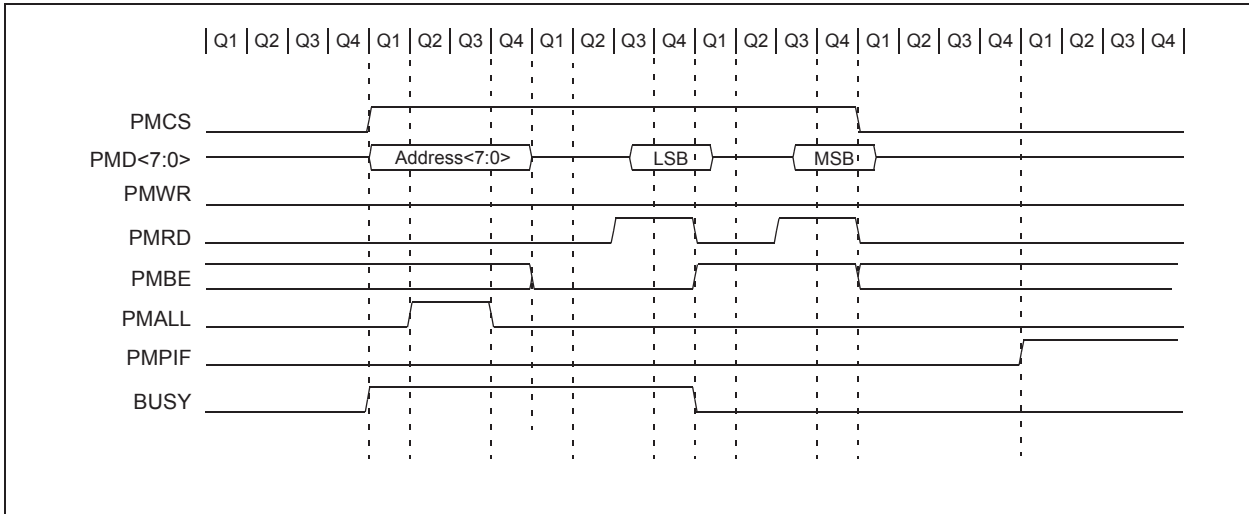 Q1 Q2 Q3 Q4 Q1 Q2 Q3 Q4 Q1 Q2 Q3 Q4 Q1 Q2 Q3 Q4 Q1 Q2 Q3 Q4 Q1 Q2 Q3 Q4
PMCS
PMD<7:0> Address<7:0> LSB MSB
PMWR
PMRD
PMBE
PMALL
PMPIF
BUSY